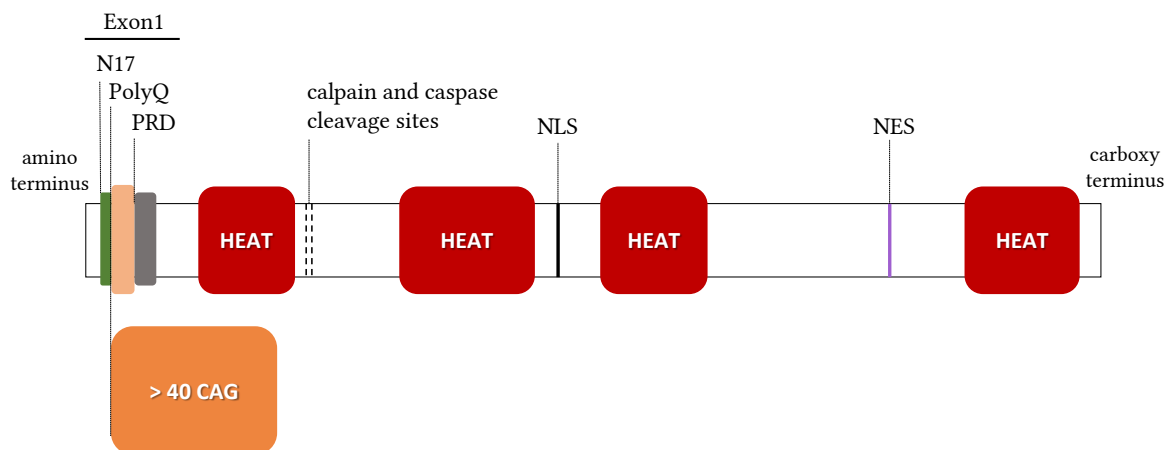 Exon1
N17
PolyQ
PRD
calpain and caspase
cleavage sites
NLS
NES
amino
terminus
carboxy
terminus
HEAT
HEAT
HEAT
HEAT
> 40 CAG